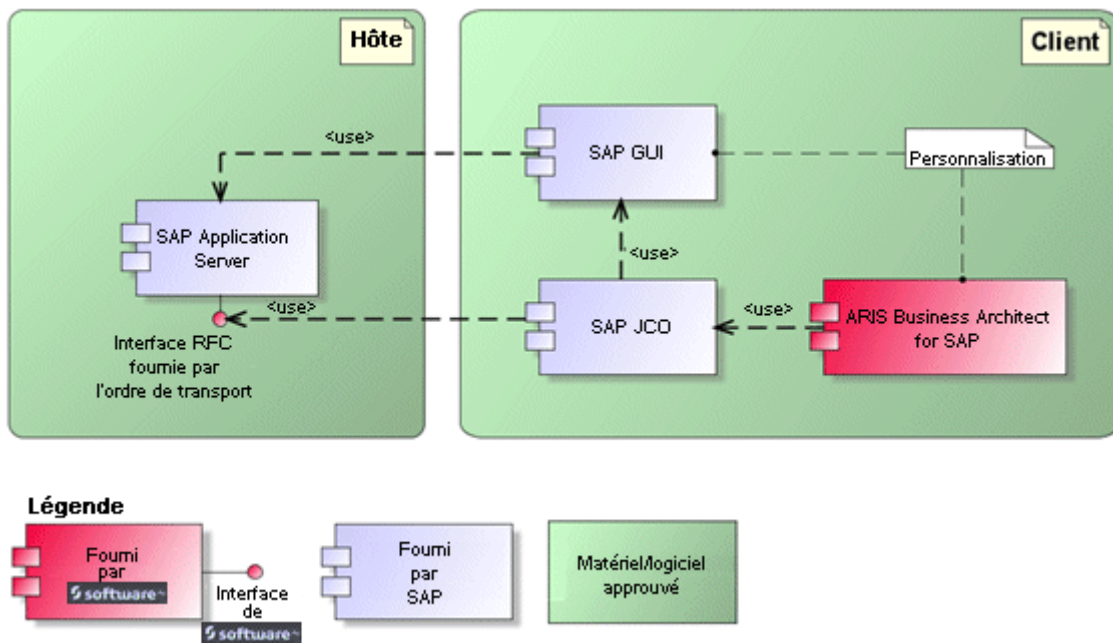 Hôte
Client
<use>
SAP GUI
Personnalisation
SAP Application
Server
<use>
<use>
SAP JCO
<use>
ARIS Business Architect
for SAP
Interface RFC
fournie par
l'ordre de transport
Légende
Fourni
par
software
Interface
de
software
Fourni
par
SAP
Matériel/logiciel
approuvé